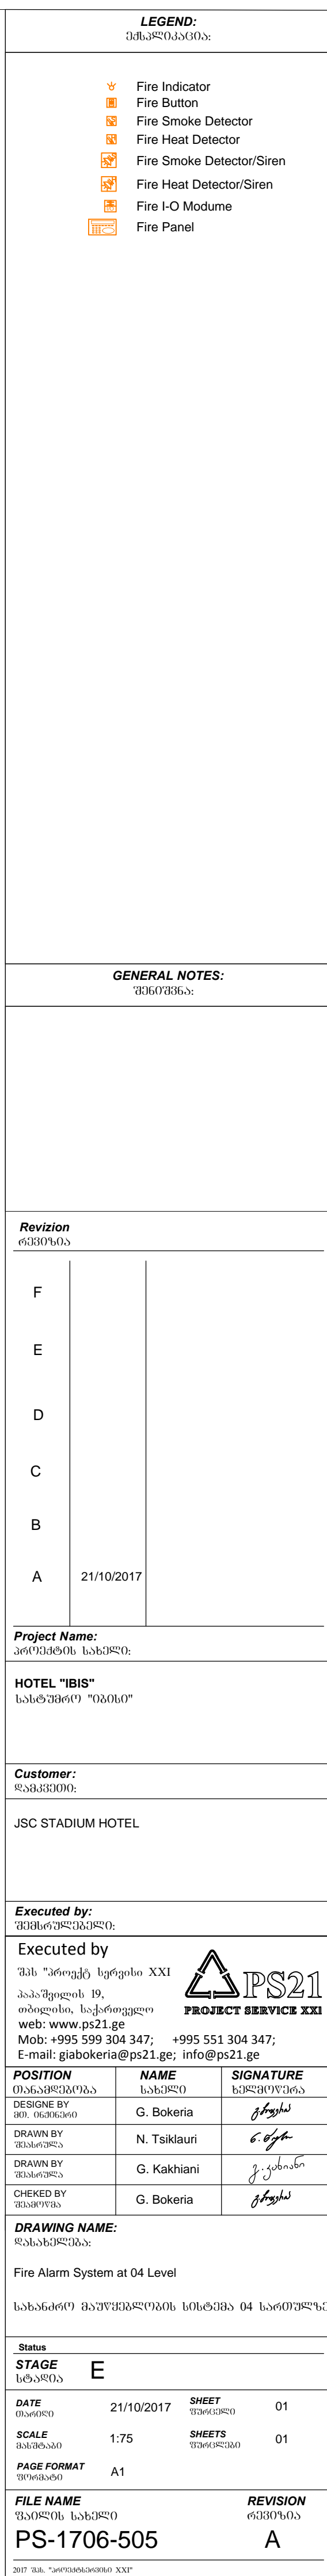 LEGEND:
ექსპლიკაცია:
Fire Indicator
Fire Button
Fire Smoke Detector
Fire Heat Detector
Fire Smoke Detector/Siren
Fire Heat Detector/Siren
Fire I-O Modume
Fire Panel
GENERAL NOTES:
შენიშვნა:
Revizion
რევიზია
F
E
D
C
B
A 21/10/2017
Project Name:
პროექტის სახელი:
HOTEL "IBIS"
სასტუმრო "იბისი"
Customer:
დამკვეთი:
JSC STADIUM HOTEL
Executed by:
შემსრულებელი:
Executed by
შპს "პროექტ სერვისი XXI
პაპაშვილის 19,
თბილისი, საქართველო
web: www.ps21.ge
Mob: +995 599 304 347; +995 551 304 347;
E-mail: giabokeria@ps21.ge; info@ps21.ge
PS21
PROJECT SERVICE XXI
POSITION NAME SIGNATURE
თანამდებობა სახელი ხელმოწერა
DESIGNE BY
მთ. ინჟინერი
G. Bokeria
DRAWN BY
შეასრულა
N. Tsiklauri
DRAWN BY
შეასრულა
G. Kakhiani
CHEKED BY
შეამოწმა
G. Bokeria
DRAWING NAME:
დასახელება:
Fire Alarm System at 04 Level
სახანძრო მაუწყებლობის სისტემა 04 სართულზე
Status
STAGE E
სტადია
DATE 21/10/2017 SHEET 01
თარიღი ფურცელი
SCALE 1:75 SHEETS 01
მასშტაბი ფურცლები
PAGE FORMAT A1
ფორმატი
FILE NAME REVISION
ფაილის სახელი რევიზია
PS-1706-505 A
2017 შპს. "პროექტსერვისი XXI"